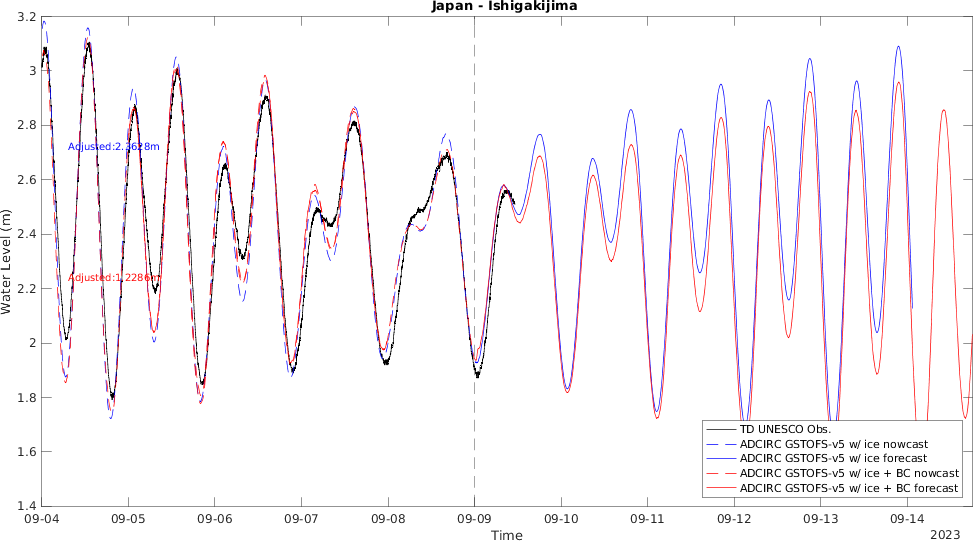 Japan - Ishigakijima
3.2
3
2.8
2.6
2.4
2.2
2
1.8
1.6
1.4
Water Level (m)
Adjusted:2.3628m
Adjusted:1.2286m
TD UNESCO Obs.
ADCIRC GSTOFS-v5 w/ ice nowcast
ADCIRC GSTOFS-v5 w/ ice forecast
ADCIRC GSTOFS-v5 w/ ice + BC nowcast
ADCIRC GSTOFS-v5 w/ ice + BC forecast
09-04 09-05 09-06 09-07 09-08 09-09 09-10 09-11 09-12 09-13 09-14
Time
2023